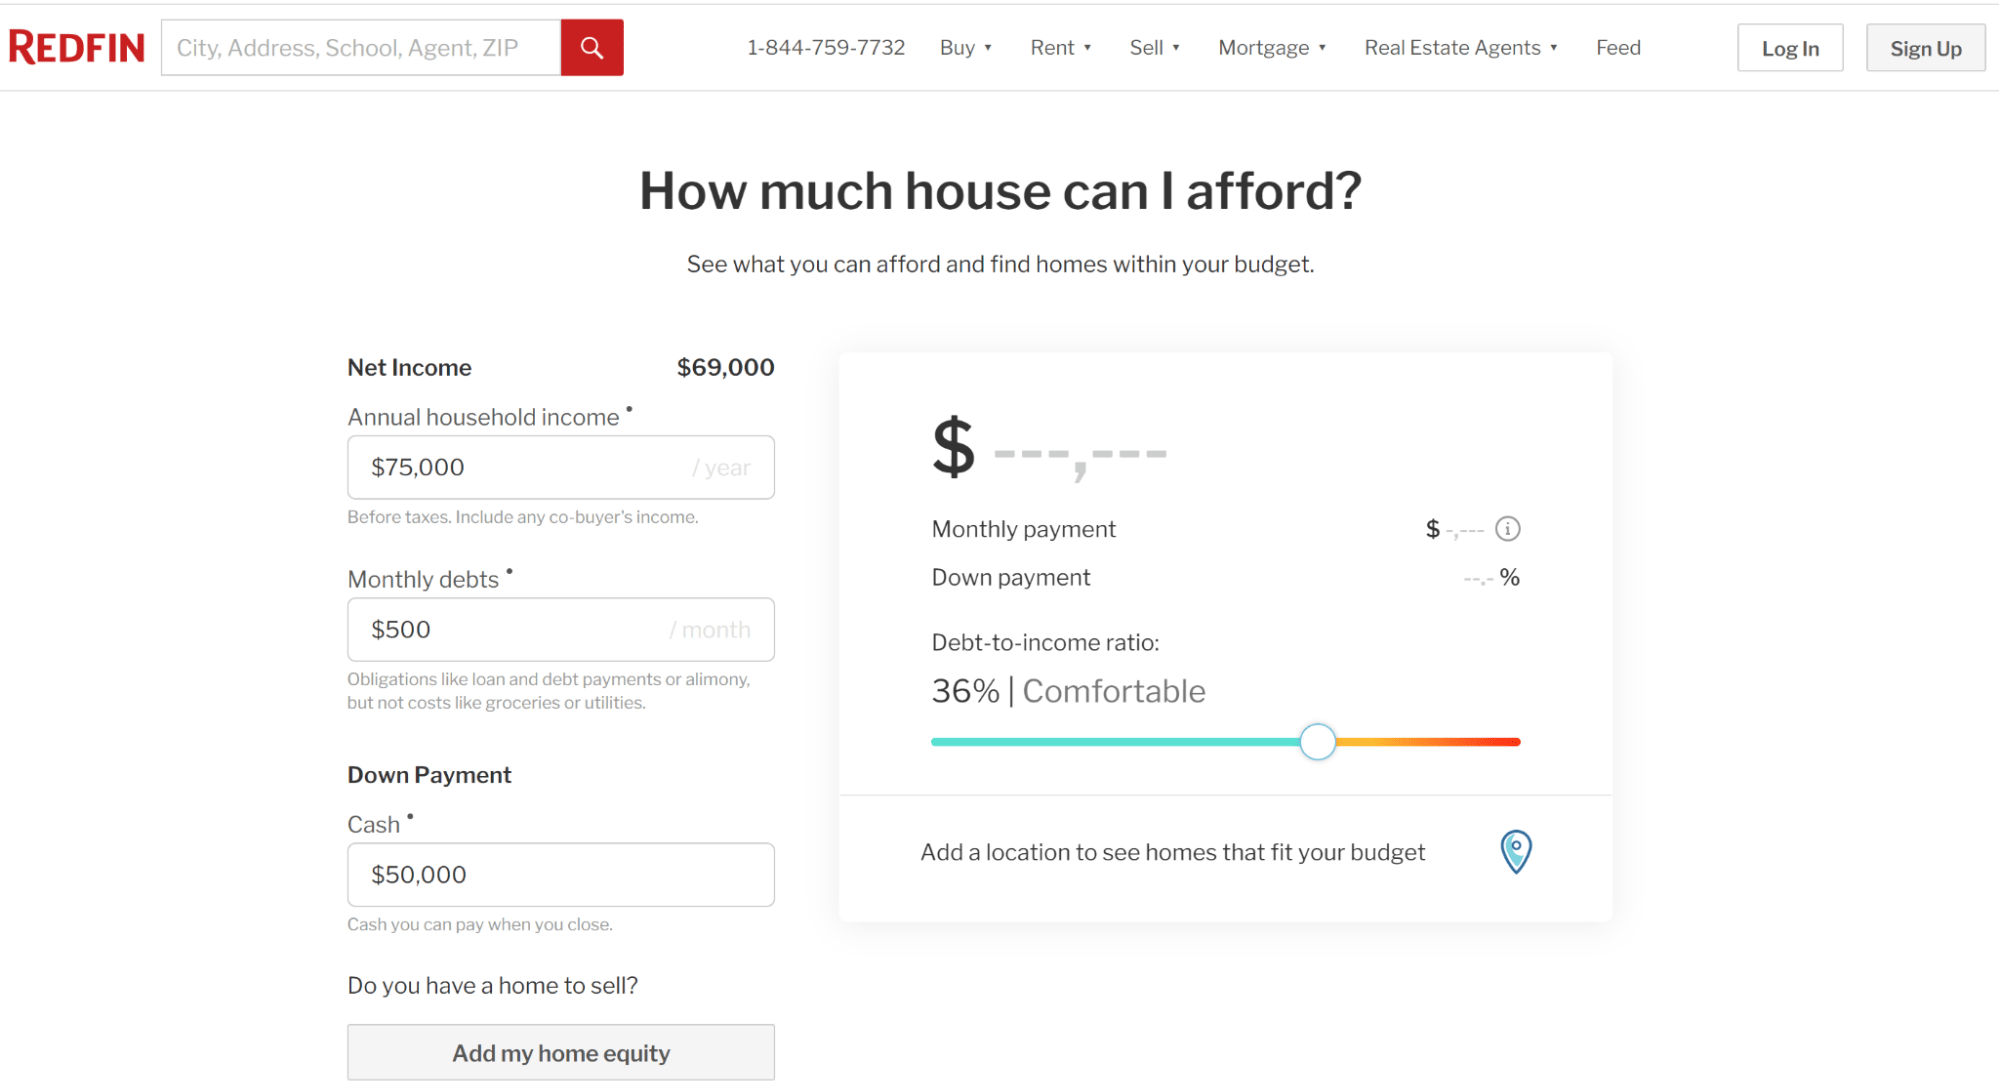 REDFIN
City, Address, School, Agent, ZIP
1-844-759-7732
Buy ▼
Rent ▼
Sell ▼
Mortgage ▼
Real Estate Agents ▼
Feed
Log In
Sign Up
How much house can I afford?
See what you can afford and find homes within your budget.
Net Income $69,000
Annual household income •
$75,000 / year
Before taxes. Include any co-buyer's income.
Monthly debts •
$500 / month
Obligations like loan and debt payments or alimony,
but not costs like groceries or utilities.
Down Payment
Cash •
$50,000
Cash you can pay when you close.
Do you have a home to sell?
Add my home equity
$ ---,---
Monthly payment $ -,--- i
Down payment --.- %
Debt-to-income ratio:
36% | Comfortable
Add a location to see homes that fit your budget